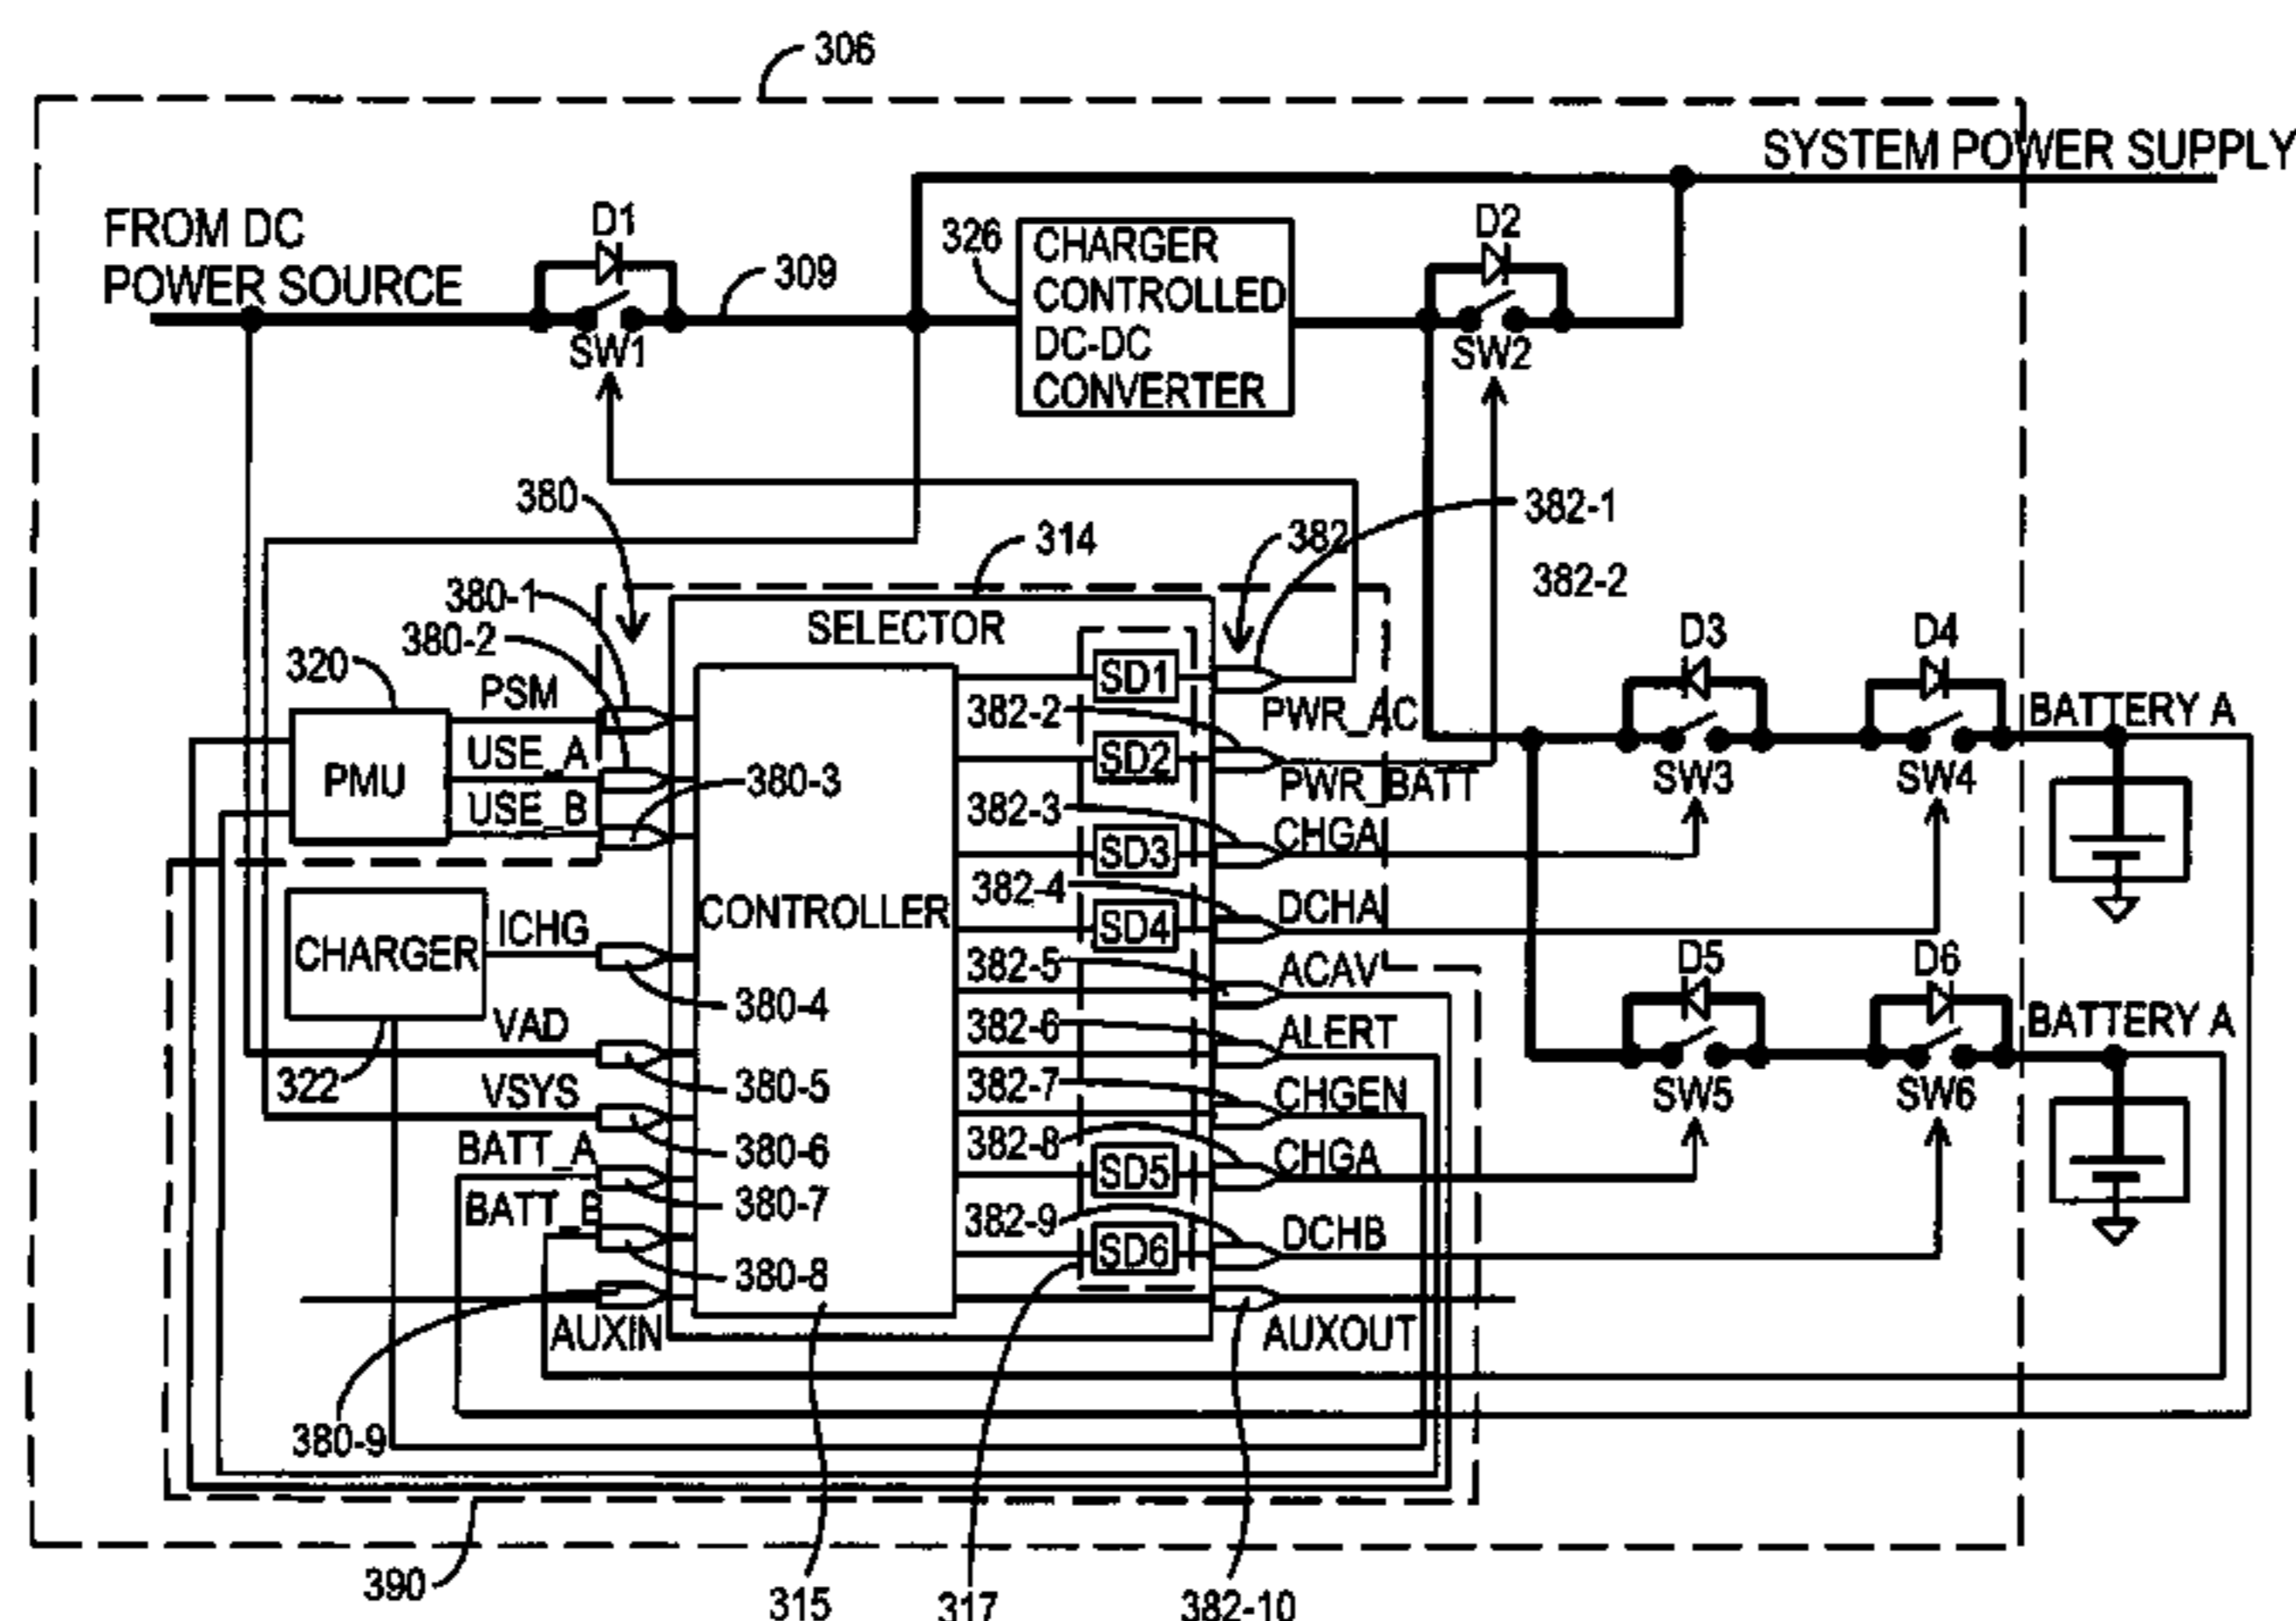 306
SYSTEM POWER SUPPLY
FROM DC
POWER SOURCE
D1
309
SW1
326
CHARGER
CONTROLLED
DC-DC
CONVERTER
D2
SW2
380
314
382
382-1
382-2
380-1
380-2
320
PSM
USE_A
USE_B
PMU
SELECTOR
CONTROLLER
380-3
SD1
382-2
SD2
382-3
SD3
382-4
SD4
382-5
382-6
382-7
382-8
SD5
382-9
SD6
PWR_AC
PWR_BATT
CHGA
DCHA
ACAV
ALERT
CHGEN
CHGA
DCHB
AUXOUT
D3
SW3
D4
SW4
BATTERY A
D5
SW5
D6
SW6
BATTERY A
CHARGER
ICHG
380-4
322
VAD
380-5
VSYS
380-6
BATT_A
380-7
BATT_B
380-8
AUXIN
380-9
390
315
317
382-10